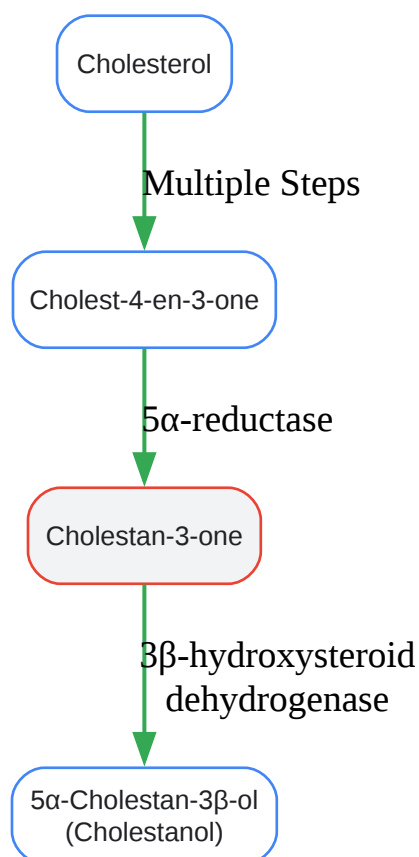 Cholesterol
Multiple Steps
Cholest-4-en-3-one
5α-reductase
Cholestan-3-one
3β-hydroxysteroid
dehydrogenase
5α-Cholestan-3β-ol
(Cholestanol)